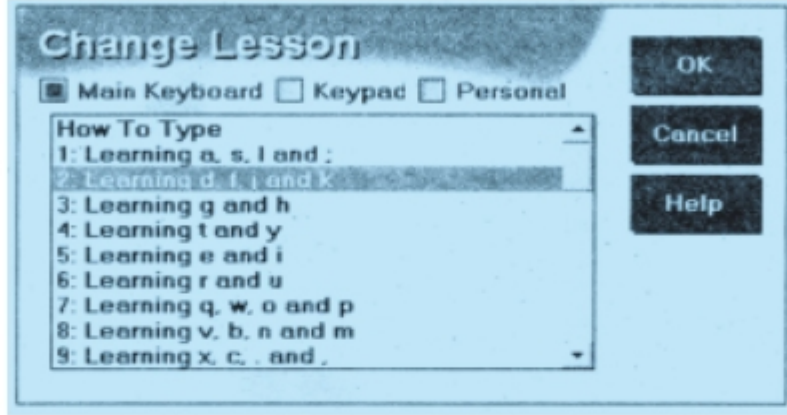 Change Lesson
Main Keyboard Keypad Personal
How To Type
1: Learning a, s, l and ;
2: Learning d, f, j and k
3: Learning g and h
4: Learning t and y
5: Learning e and i
6: Learning r and u
7: Learning q, w, o and p
8: Learning v, b, n and m
9: Learning x, c, . and ,
OK
Cancel
Help